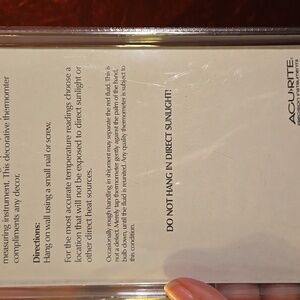 measuring instrument. This decorative thermometer
compliments any decor.
Directions:
Hang on wall using a small nail or screw.
For the most accurate temperature readings choose a
location that will not be exposed to direct sunlight or
other direct heat sources.
Occasionally rough handling in shipment may separate the red fluid. This is
not a defect. Merely tap thermometer gently against the palm of the hand,
bulb down, until the fluid is reunited. Any quality thermometer is subject to
this.
DO NOT HANG IN DIRECT SUNLIGHT!
ACU·RITE